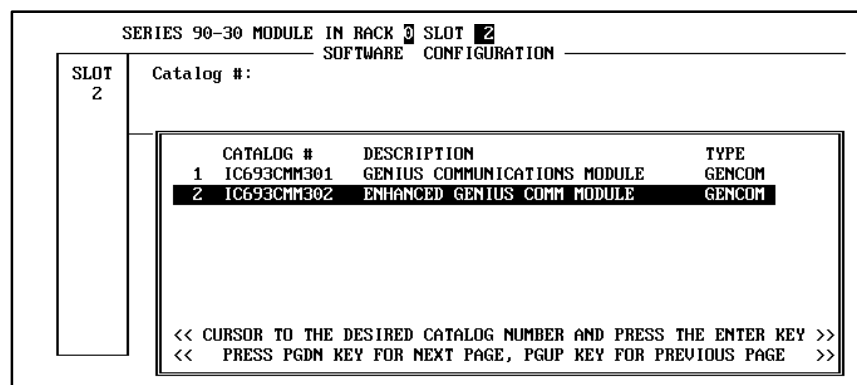 SERIES 90-30 MODULE IN RACK 0 SLOT 2
SOFTWARE CONFIGURATION
SLOT
2
Catalog #:
CATALOG # DESCRIPTION TYPE
1 IC693CMM301 GENIUS COMMUNICATIONS MODULE GENCOM
2 IC693CMM302 ENHANCED GENIUS COMM MODULE GENCOM
<< CURSOR TO THE DESIRED CATALOG NUMBER AND PRESS THE ENTER KEY >>
<< PRESS PGDN KEY FOR NEXT PAGE, PGUP KEY FOR PREVIOUS PAGE >>